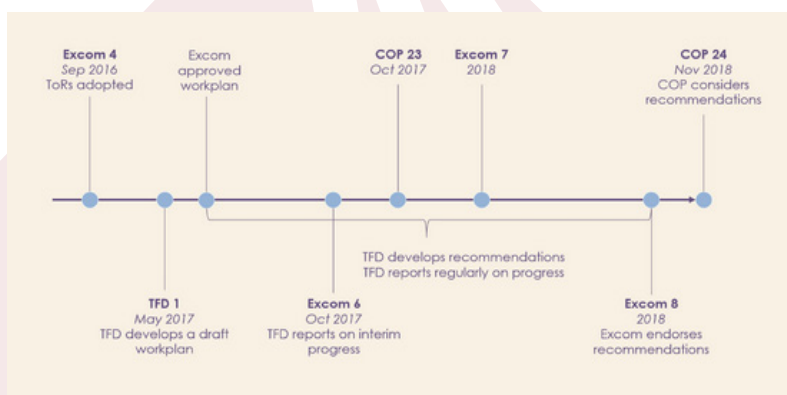 Excom 4
Sep 2016
ToRs adopted
Excom
approved
workplan
COP 23
Oct 2017
Excom 7
2018
COP 24
Nov 2018
COP considers
recommendations
TFD develops recommendations
TFD reports regularly on progress
TFD 1
May 2017
TFD develops a draft
workplan
Excom 6
Oct 2017
TFD reports on interim
progress
Excom 8
2018
Excom endorses
recommendations